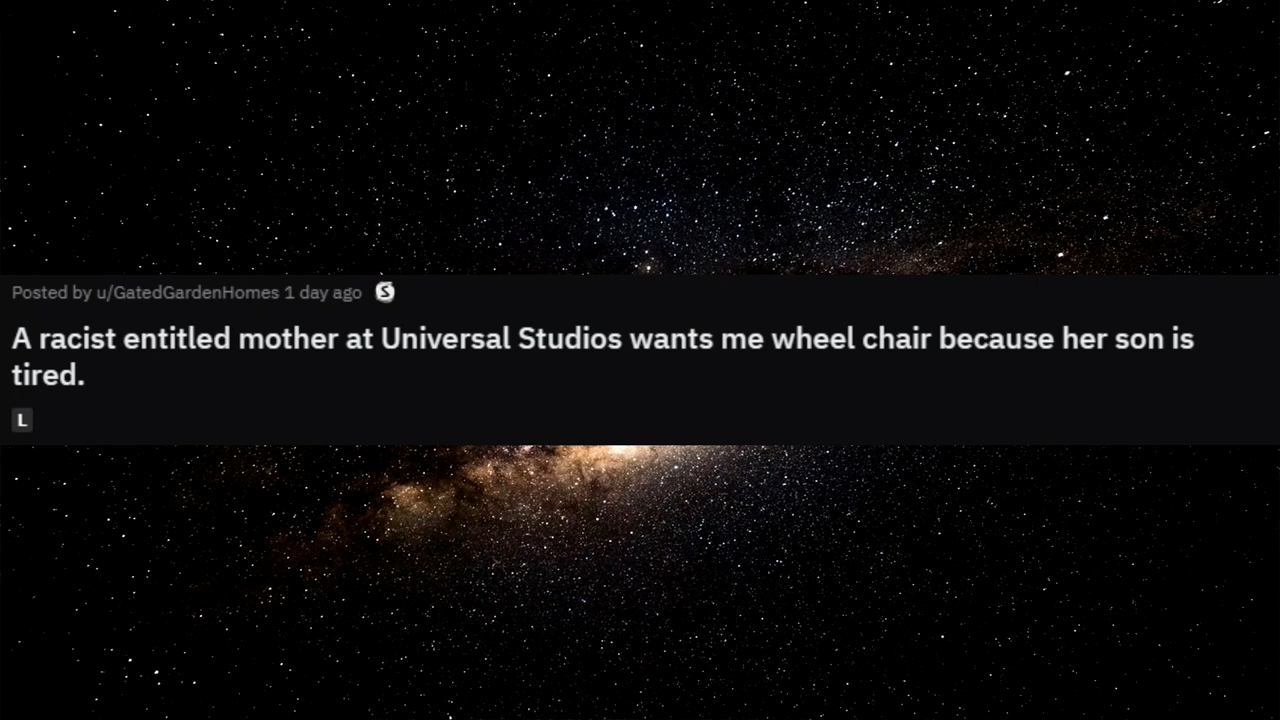 Posted by u/GatedGardenHomes 1 day ago S
A racist entitled mother at Universal Studios wants me wheel chair because her son is
tired.
L